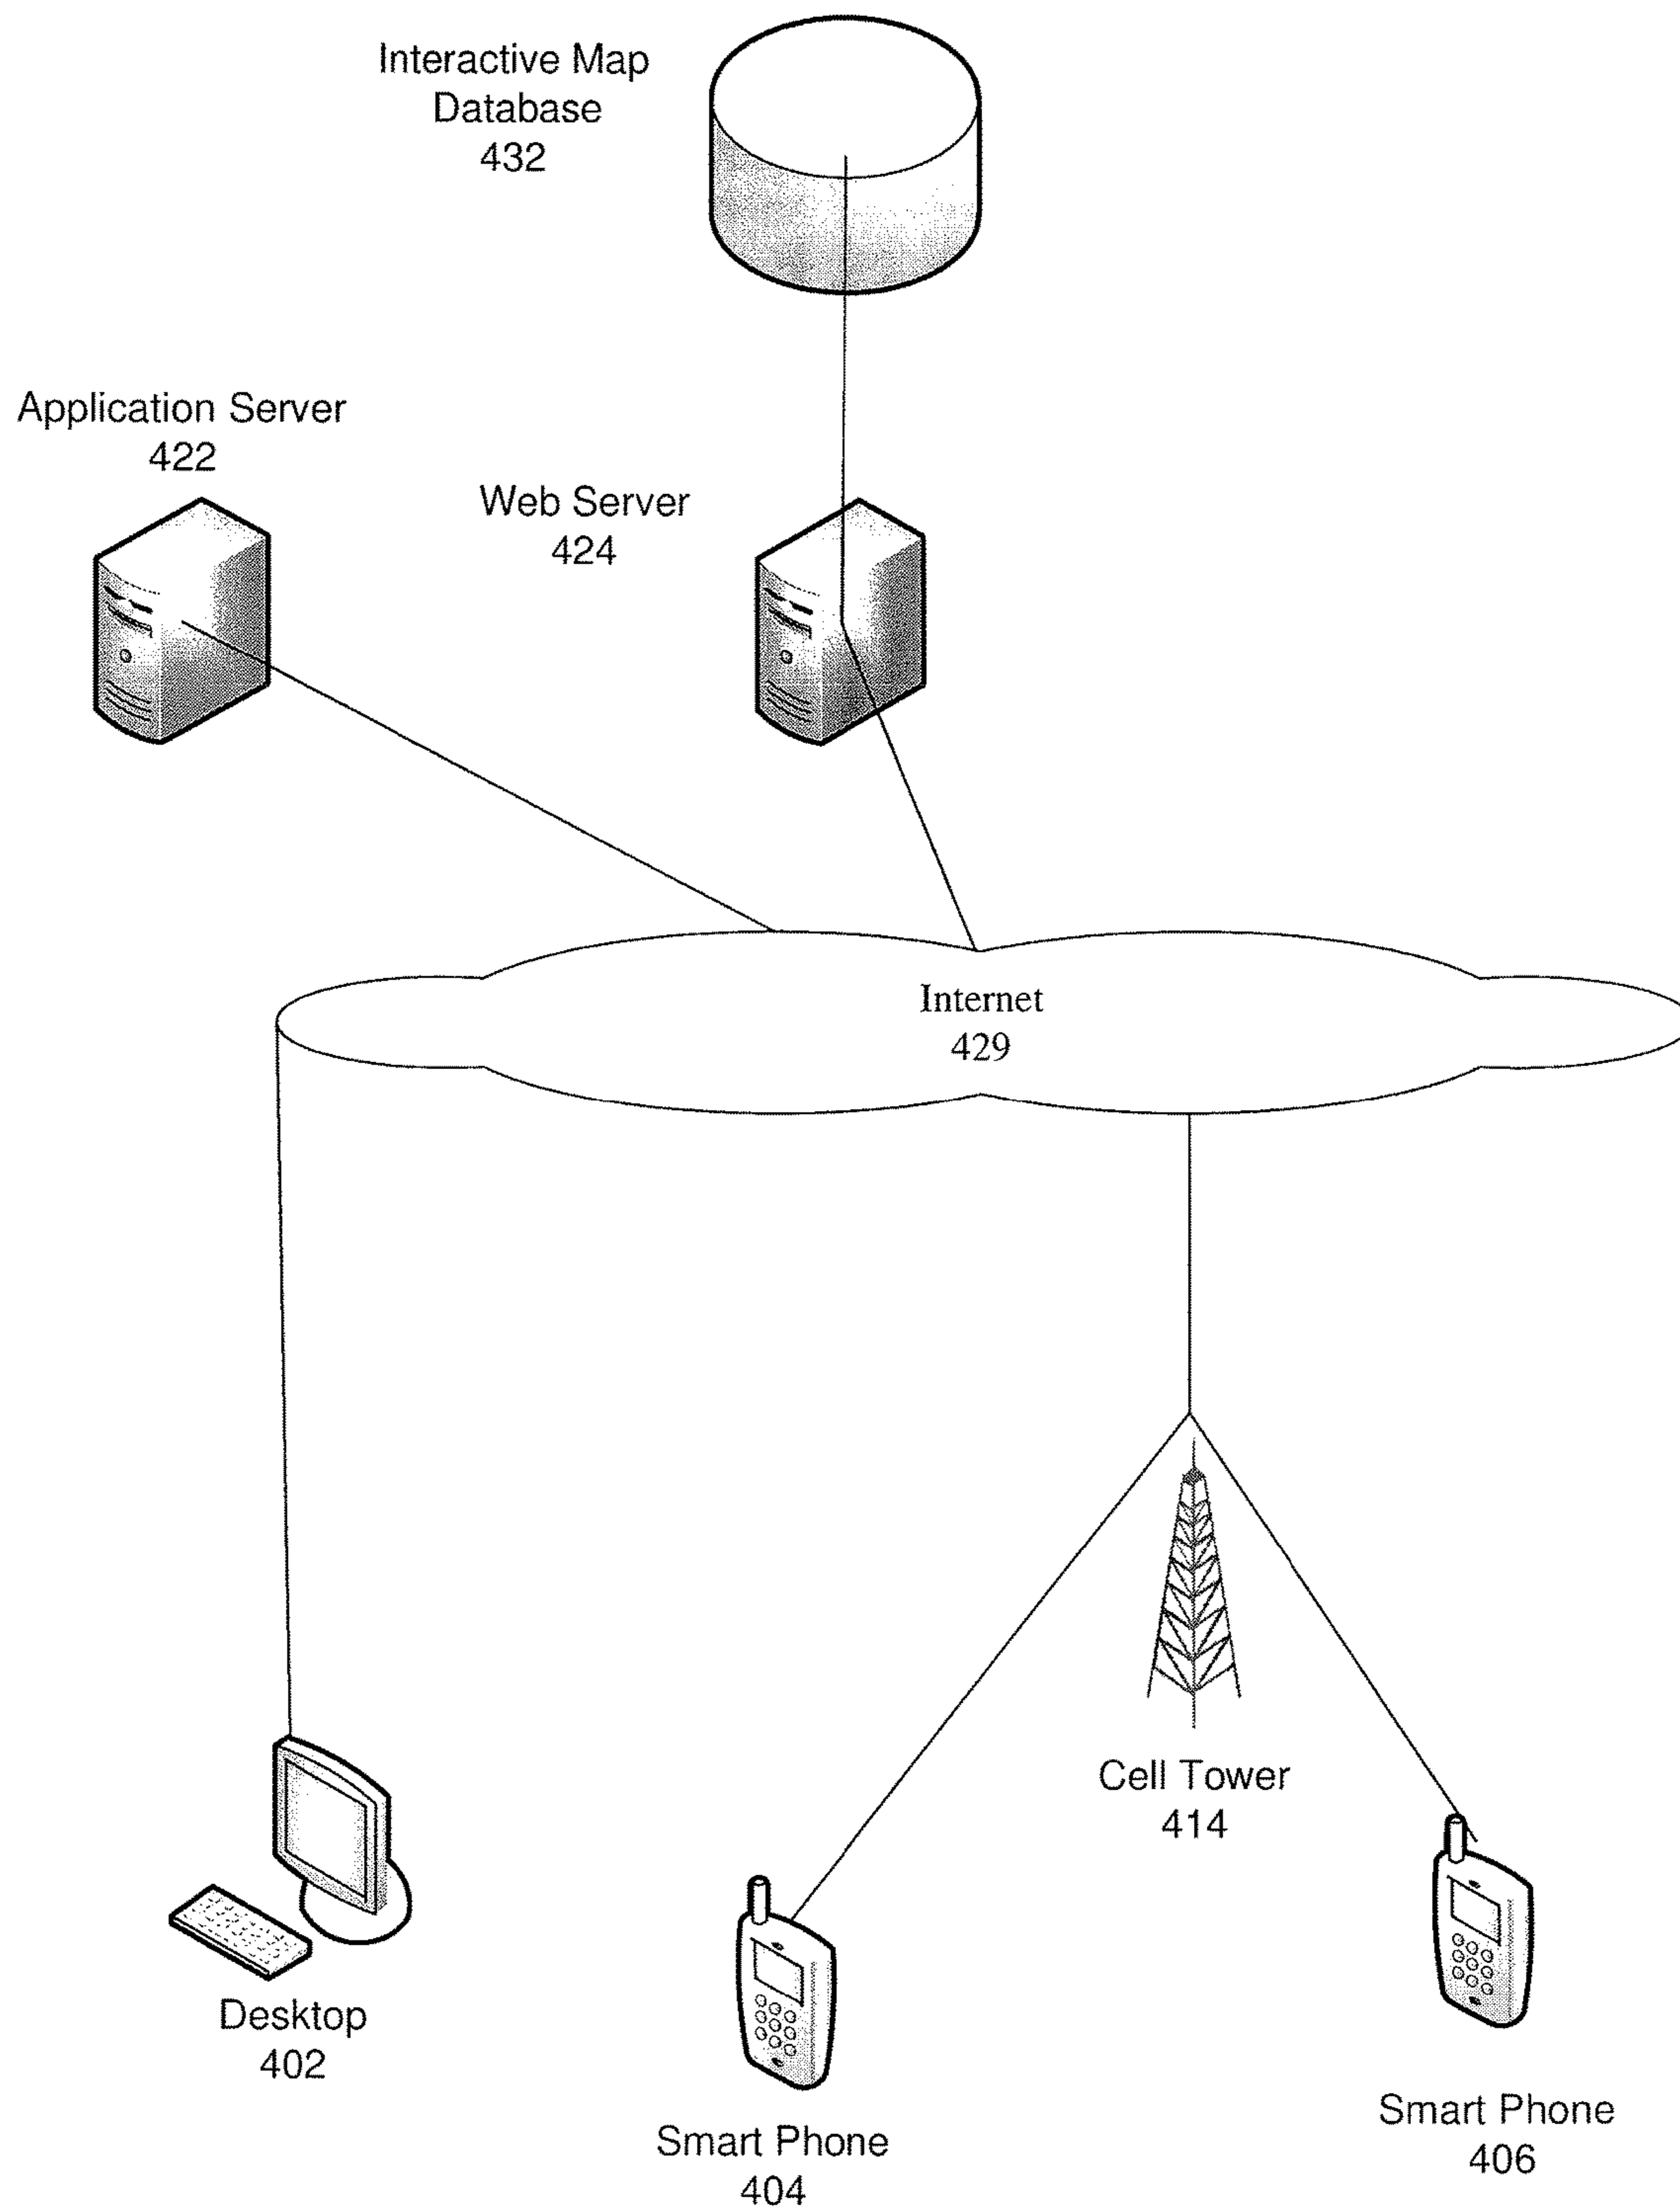 Interactive Map
Database
432
Application Server
422
Web Server
424
Internet
429
Cell Tower
414
Desktop
402
Smart Phone
404
Smart Phone
406